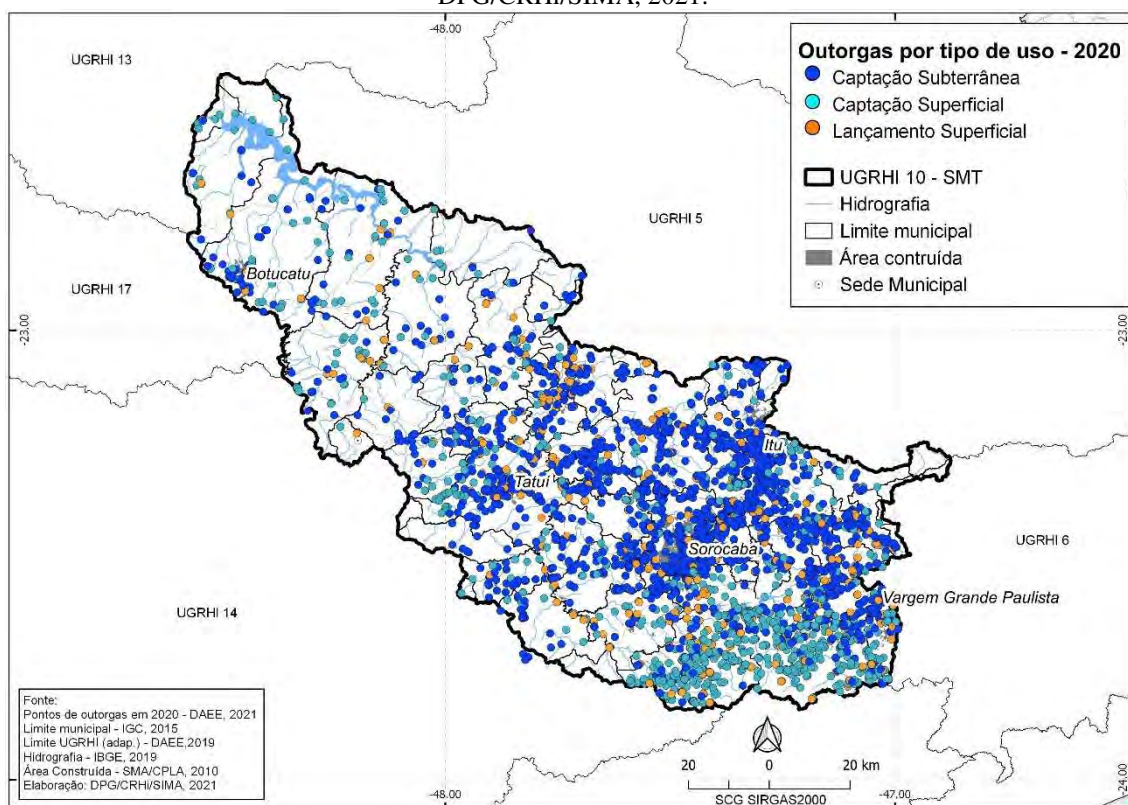 DPG/CRHi/SIMA, 2021.
-48.00
UGRHI 13
Outorgas por tipo de uso - 2020
Captação Subterrânea
Captação Superficial
Lançamento Superficial
UGRHI 10 - SMT
Hidrografia
Limite municipal
Área contruída
Sede Municipal
UGRHI 5
Botucatu
UGRHI 17
-23.00
-23.00
Itu
Tatuí
Sorocaba
UGRHI 6
Vargem Grande Paulista
UGRHI 14
Fonte:
Pontos de outorgas em 2020 - DAEE, 2021
Limite municipal - IGC, 2015
Limite UGRHI (adap.) - DAEE,2019
Hidrografia - IBGE, 2019
Área Construída - SMA/CPLA, 2010
Elaboração: DPG/CRHi/SIMA, 2021
20 0 20 km
SCG SIRGAS2000
-48.00
-47.00
-24.00